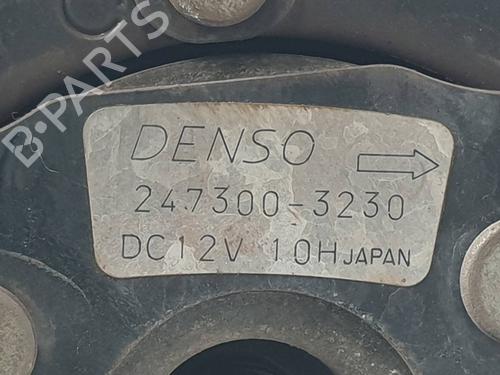 B-PARTS
DENSO
247300-3230
DC12V 10H JAPAN